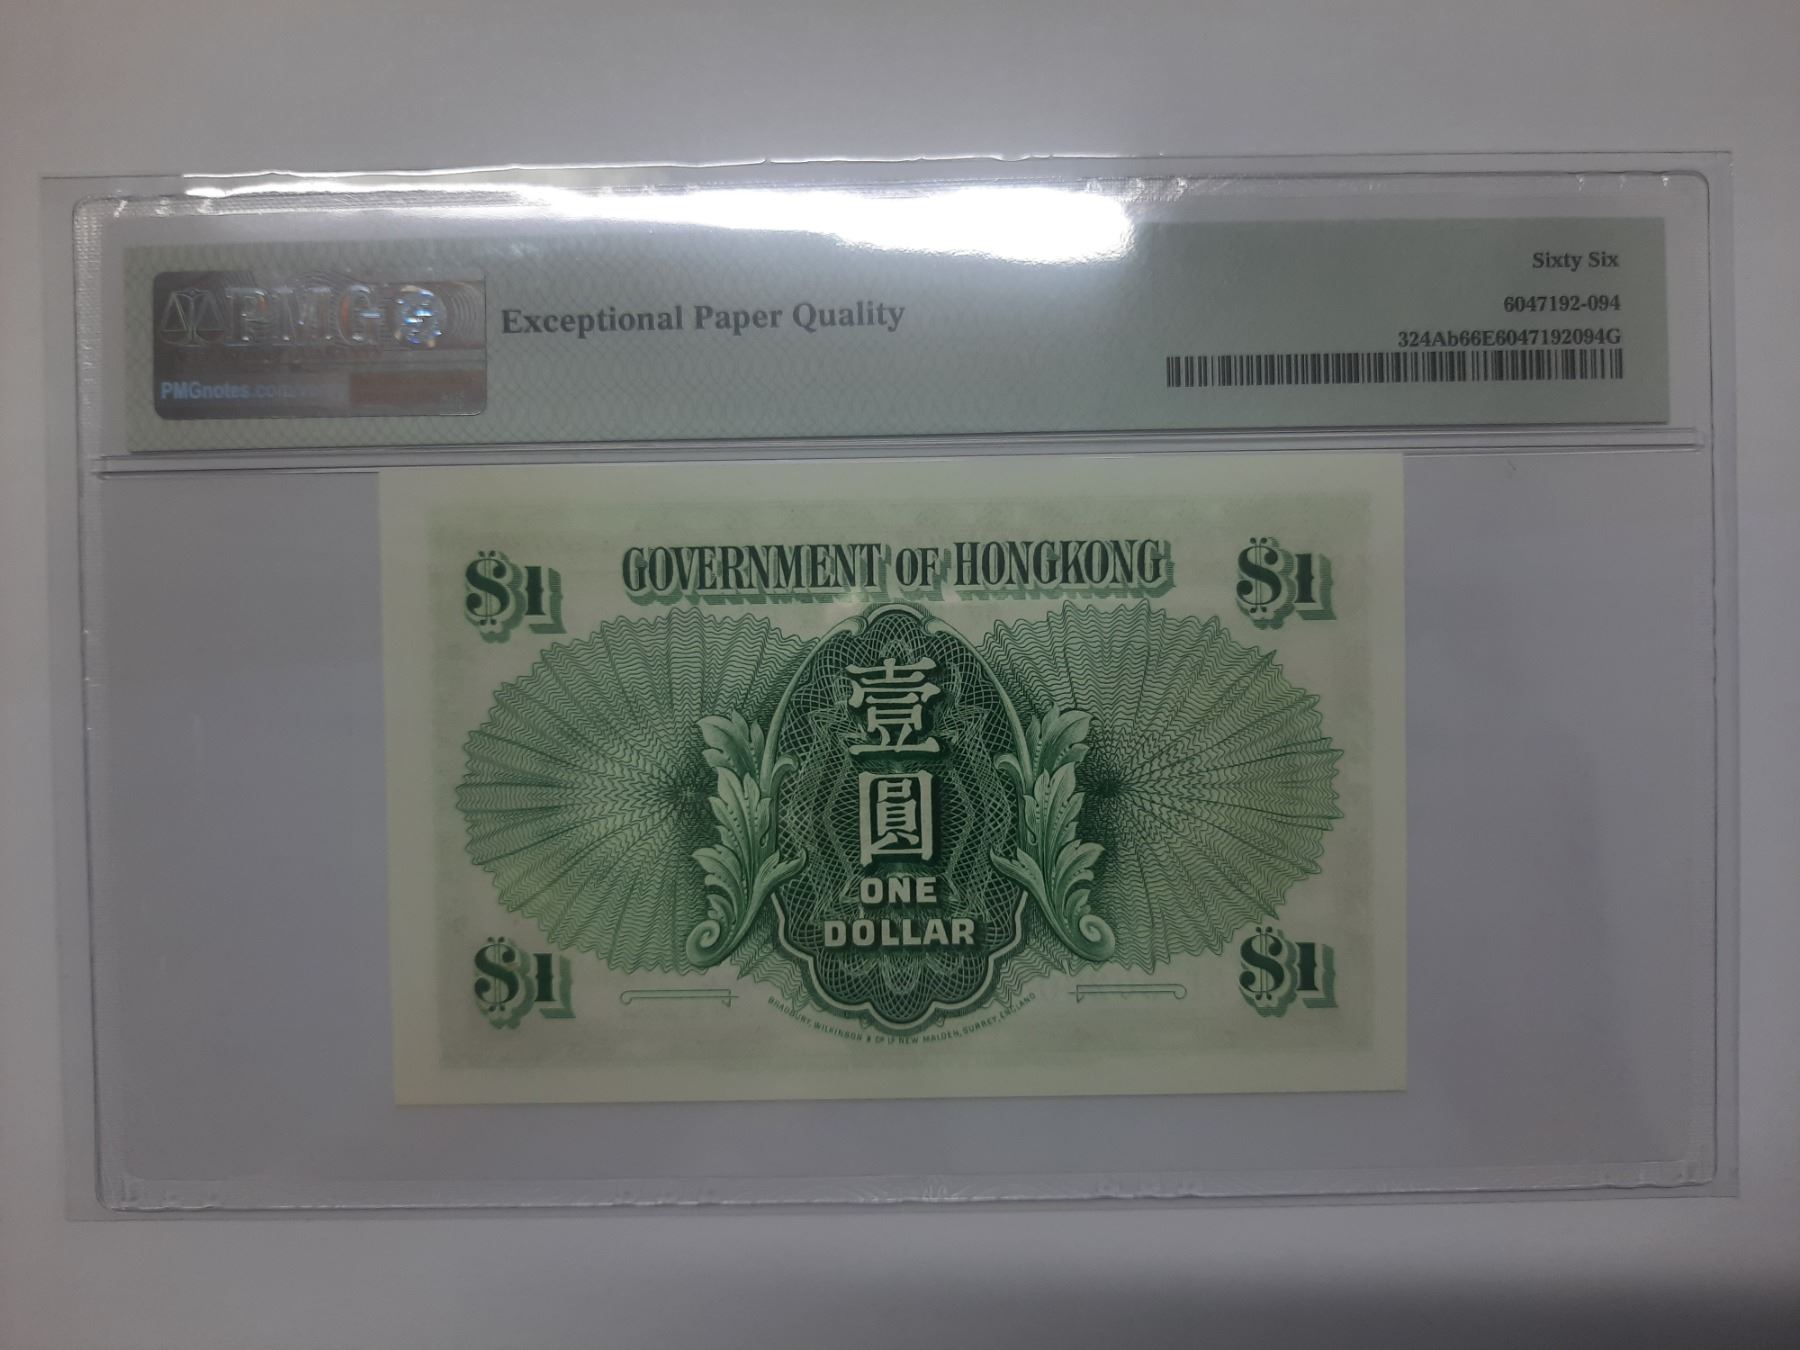 Sixty Six
PMG
Exceptional Paper Quality
6047192-094
324Ab66E6047192094G
PMGnotes.com
GOVERNMENT OF HONGKONG
$1
$1
壹
圓
ONE
DOLLAR
$1
$1
BRADBURY, WILKINSON & Cº Lᵈ NEW MALDEN, SURREY, ENGLAND